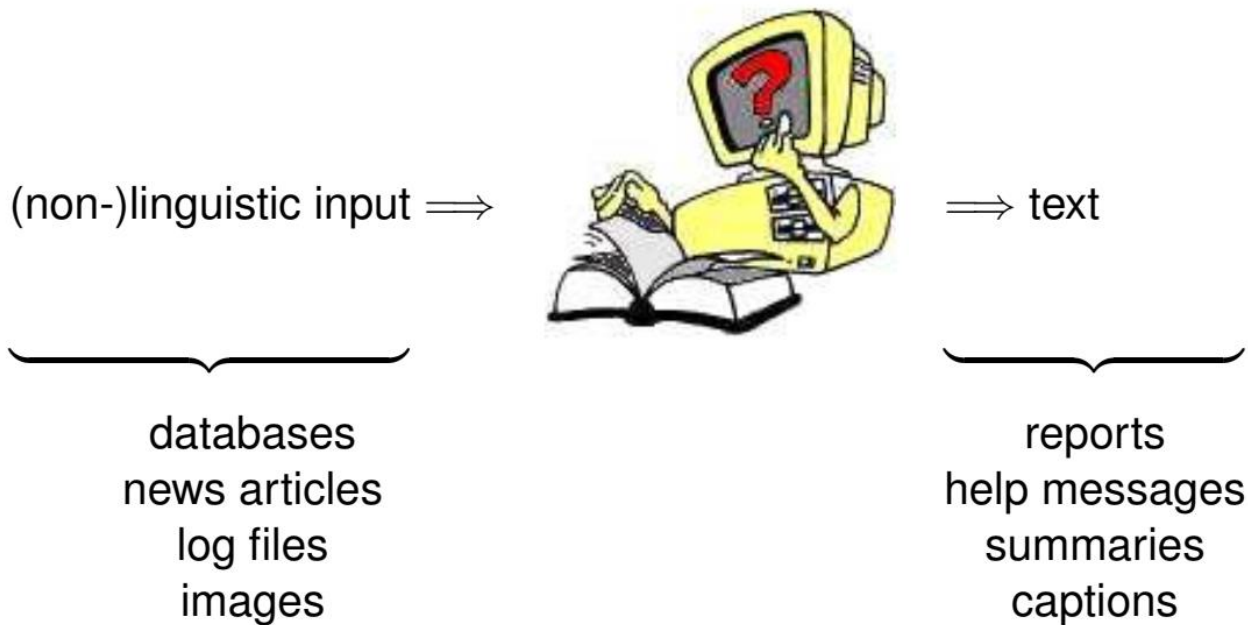 (non-)linguistic input ⟹ ? ⟹ text
databases
news articles
log files
images
reports
help messages
summaries
captions